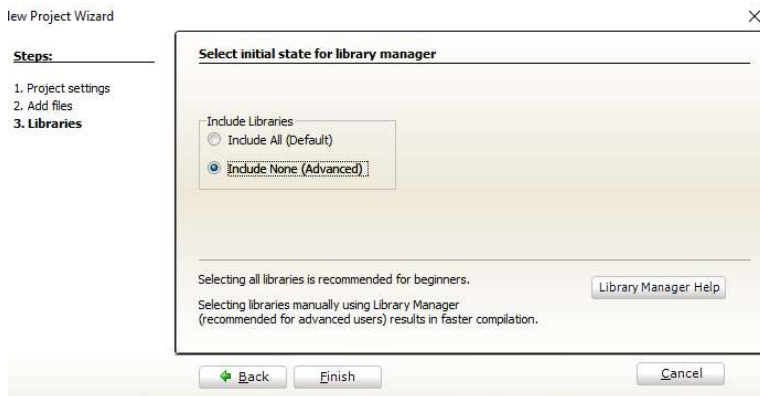 lew Project Wizard
Steps:
1. Project settings
2. Add files
3. Libraries
Select initial state for library manager
Include Libraries
Include All (Default)
Include None (Advanced)
Selecting all libraries is recommended for beginners.
Selecting libraries manually using Library Manager
(recommended for advanced users) results in faster compilation.
Library Manager Help
Back
Finish
Cancel